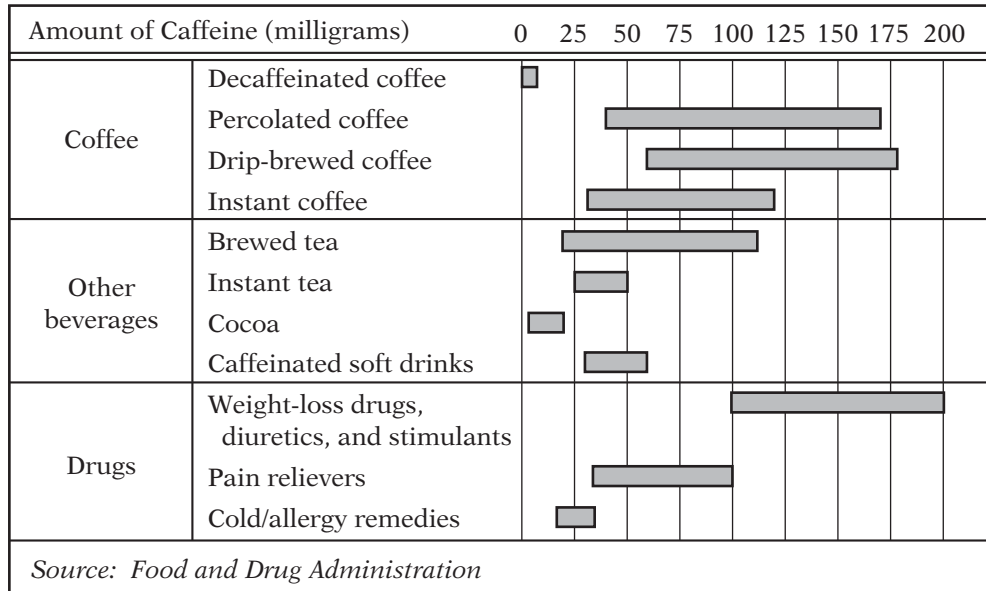 Amount of Caffeine (milligrams) 0 25 50 75 100 125 150 175 200
Coffee
Decaffeinated coffee
Percolated coffee
Drip-brewed coffee
Instant coffee
Other
beverages
Brewed tea
Instant tea
Cocoa
Caffeinated soft drinks
Drugs
Weight-loss drugs,
diuretics, and stimulants
Pain relievers
Cold/allergy remedies
Source: Food and Drug Administration